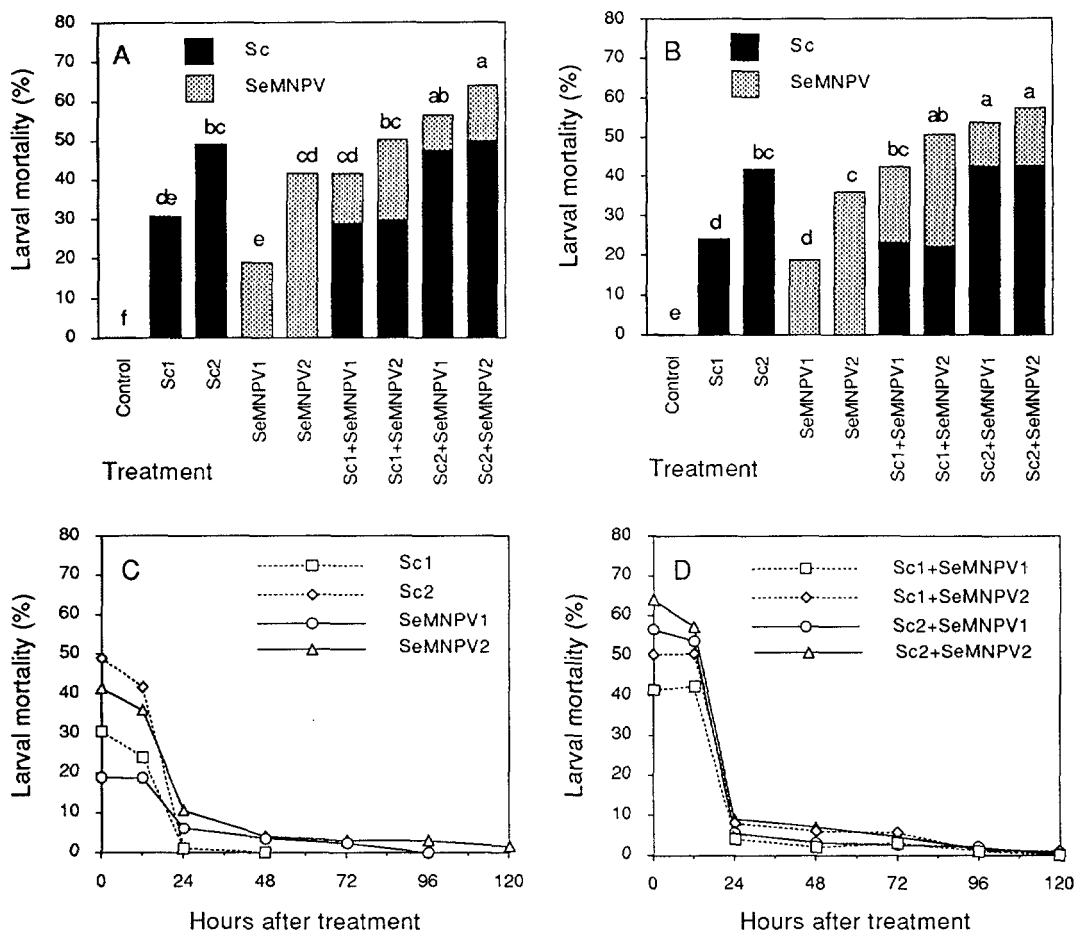 A
Larval mortality (%)
80
70
60
50
40
30
20
10
0
Sc
SeMNPV
f
de
bc
e
cd
cd
bc
ab
a
Control
Sc1
Sc2
SeMNPV1
SeMNPV2
Sc1+SeMNPV1
Sc1+SeMNPV2
Sc2+SeMNPV1
Sc2+SeMNPV2
Treatment
B
Larval mortality (%)
80
70
60
50
40
30
20
10
0
Sc
SeMNPV
e
d
bc
d
c
bc
ab
a
a
Control
Sc1
Sc2
SeMNPV1
SeMNPV2
Sc1+SeMNPV1
Sc1+SeMNPV2
Sc2+SeMNPV1
Sc2+SeMNPV2
Treatment
C
Larval mortality (%)
80
70
60
50
40
30
20
10
0
Sc1
Sc2
SeMNPV1
SeMNPV2
0 24 48 72 96 120
Hours after treatment
D
Larval mortality (%)
80
70
60
50
40
30
20
10
0
Sc1+SeMNPV1
Sc1+SeMNPV2
Sc2+SeMNPV1
Sc2+SeMNPV2
0 24 48 72 96 120
Hours after treatment